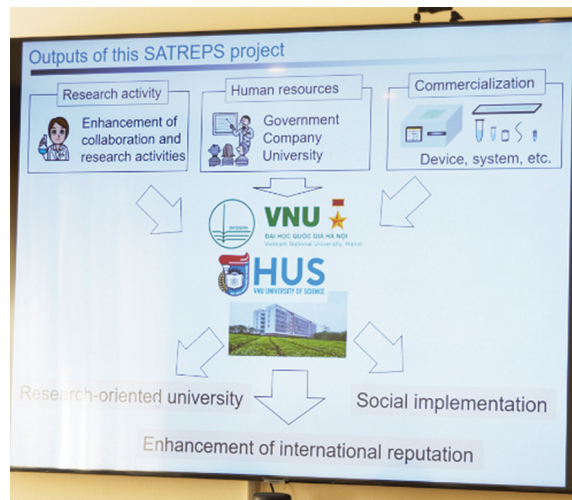 Outputs of this SATREPS project
Research activity
Enhancement of
collaboration and
research activities
Human resources
Government
Company
University
Commercialization
Device, system, etc.
VNU
ĐẠI HỌC QUỐC GIA HÀ NỘI
Vietnam National University, Hanoi
HUS
VNU UNIVERSITY OF SCIENCE
Research-oriented university
Social implementation
Enhancement of international reputation